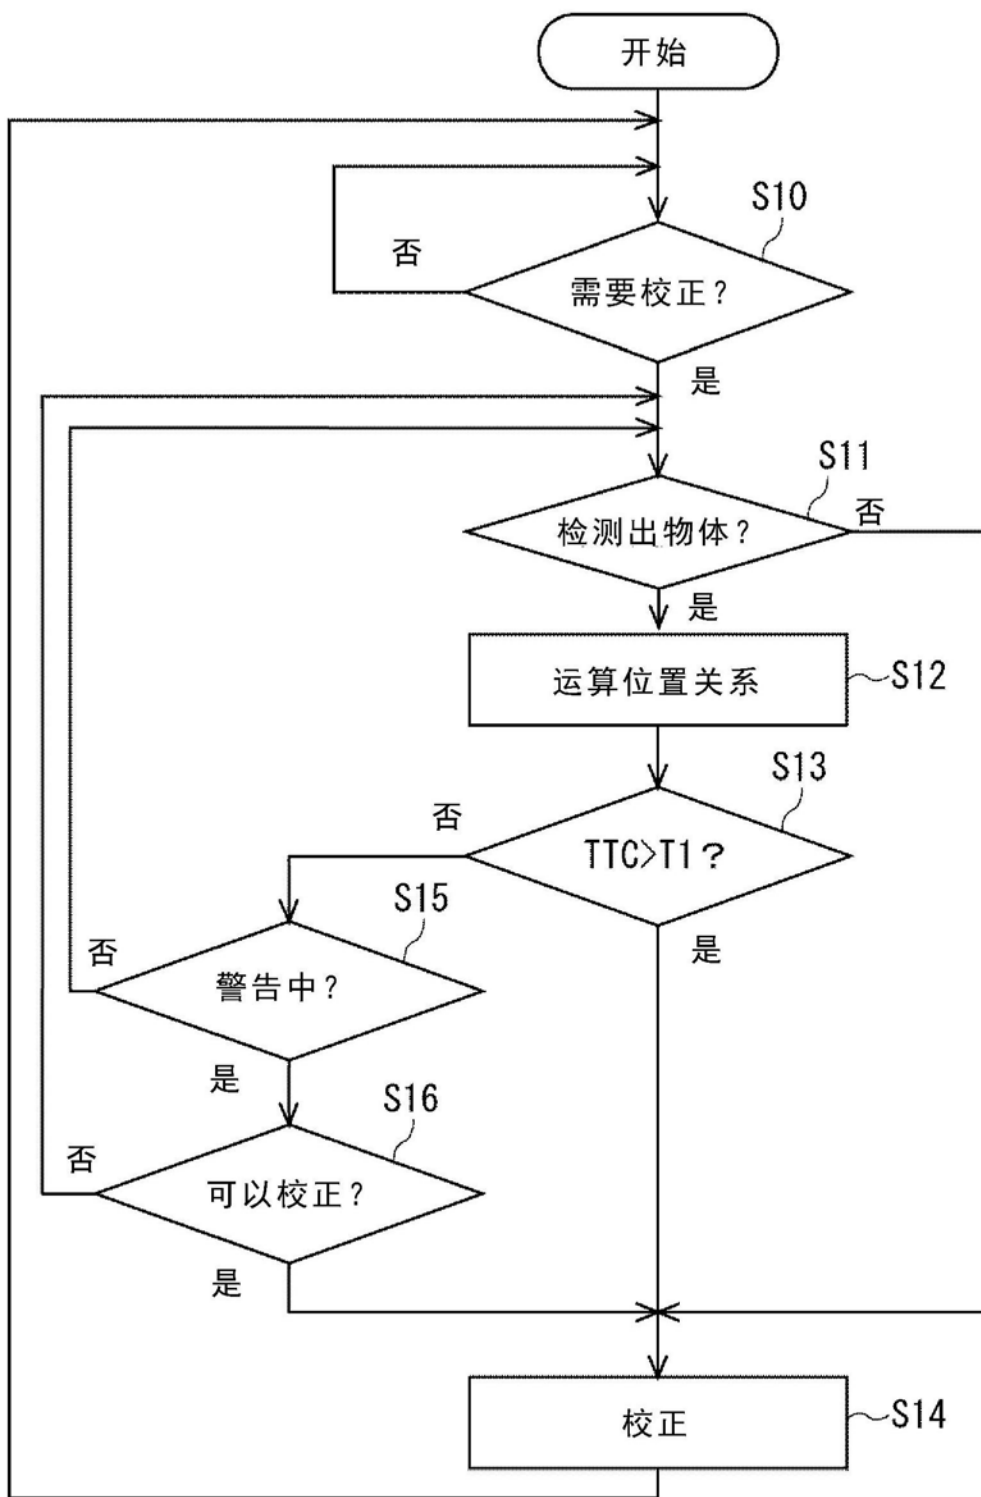 开始
S10
否
需要校正？
是
S11
检测出物体？
否
是
运算位置关系
S12
S13
否
TTC>T1？
是
S15
否
警告中？
是
S16
否
可以校正？
是
校正
S14